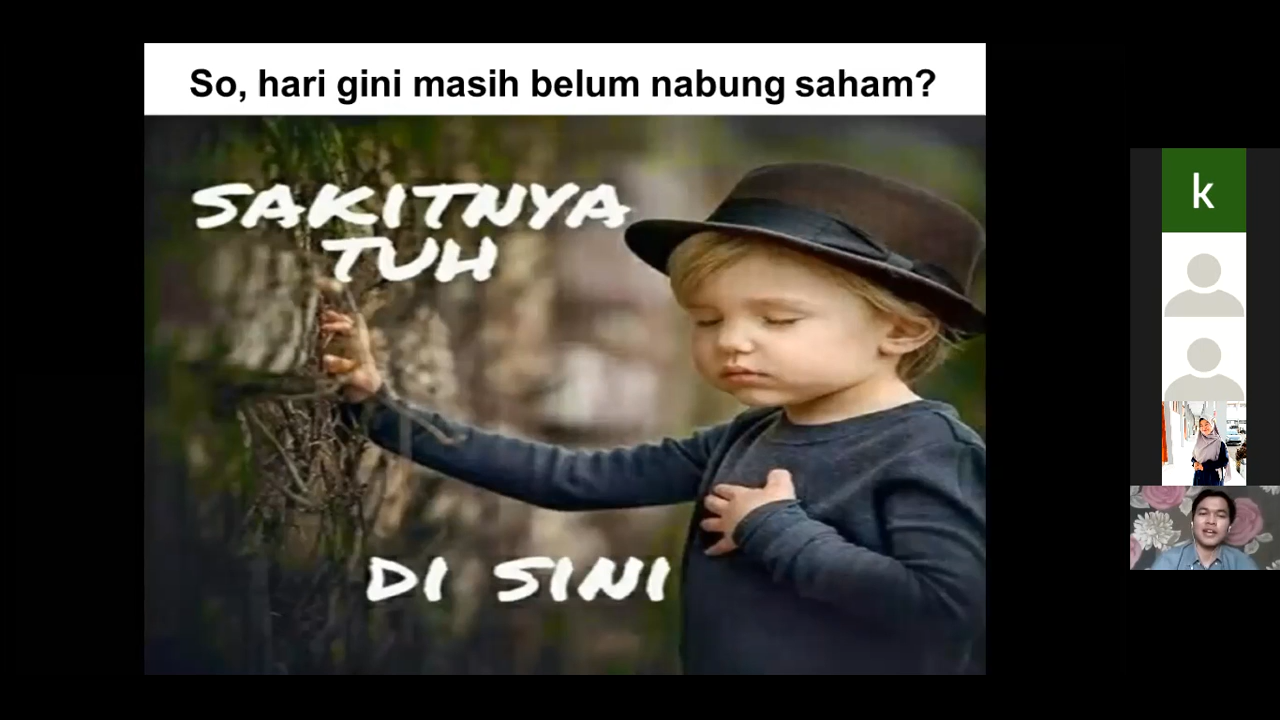 So, hari gini masih belum nabung saham?
SAKITNYA
TUH
DI SINI
k